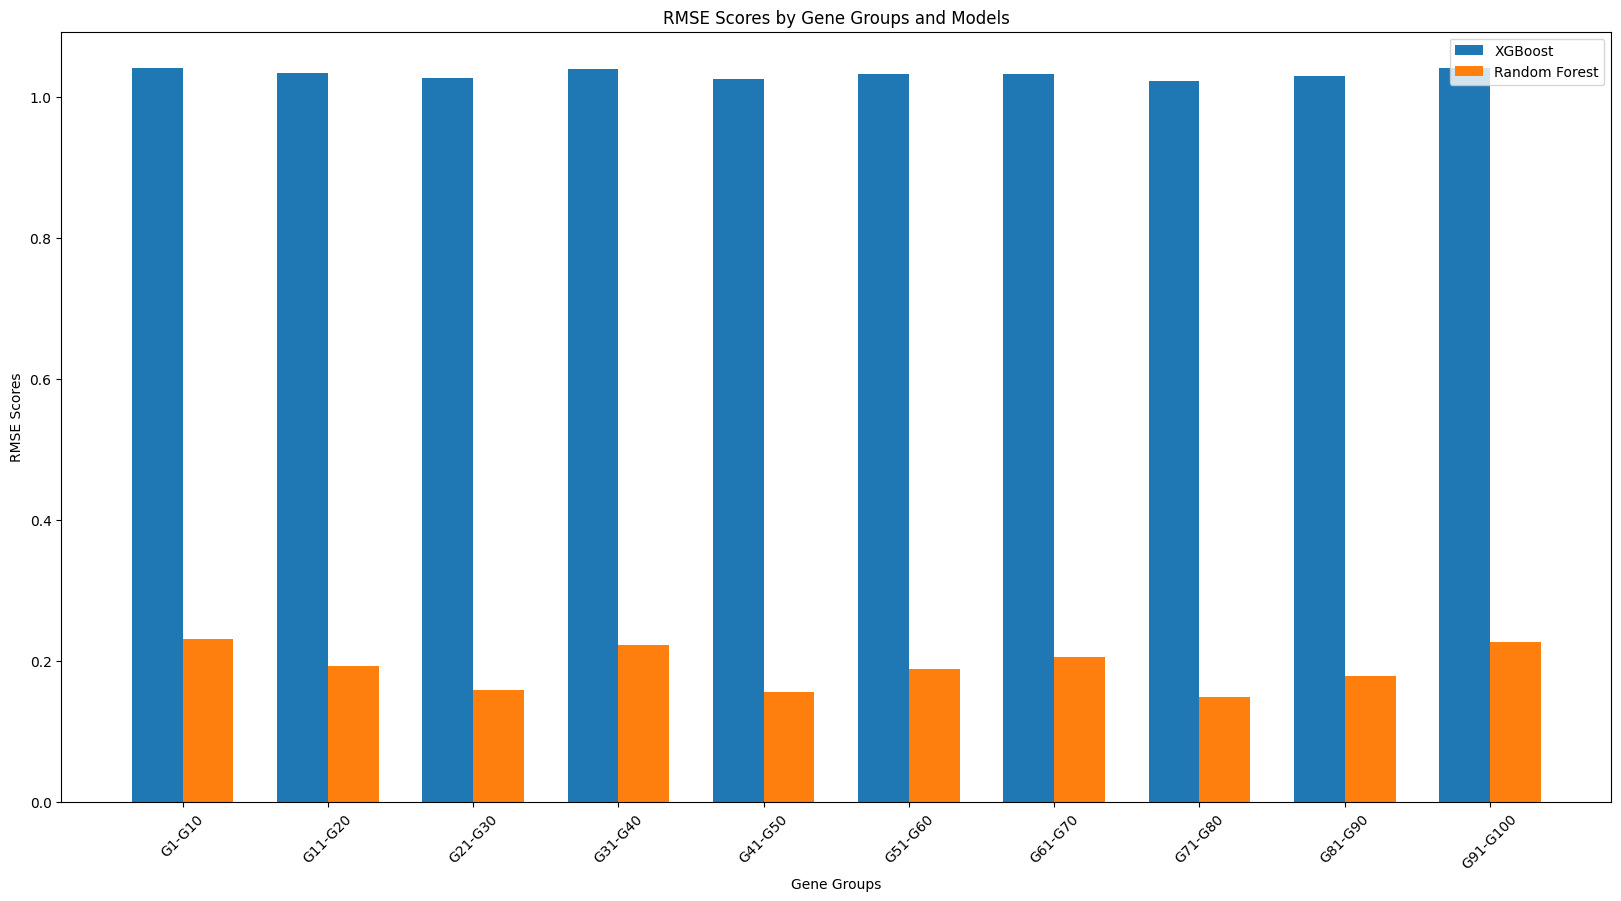 RMSE Scores by Gene Groups and Models
XGBoost
Random Forest
RMSE Scores
1.0
0.8
0.6
0.4
0.2
0.0
G1-G10
G11-G20
G21-G30
G31-G40
G41-G50
G51-G60
G61-G70
G71-G80
G81-G90
G91-G100
Gene Groups